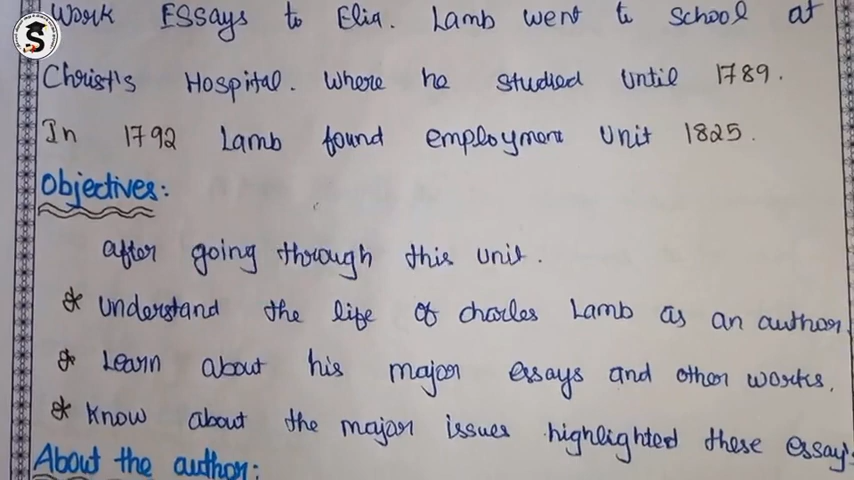 Work Essays to Elia. Lamb went to School at
Christ's Hospital. Where he studied Until 1789.
In 1792 Lamb found employment Unit 1825.
Objectives:
after going through this unit.
* Understand the life of charles Lamb as an author.
* Learn about his major essays and other works.
* Know about the major issues highlighted these essay's
About the author:
S